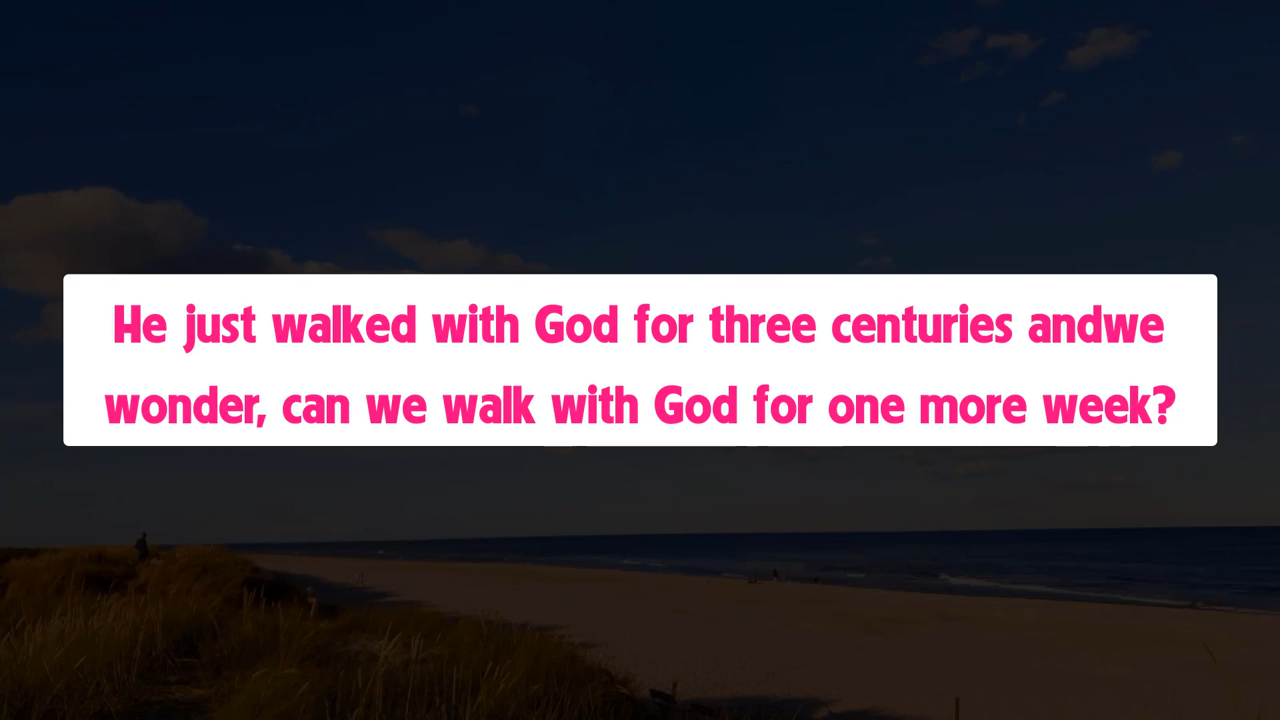 He just walked with God for three centuries andwe
wonder, can we walk with God for one more week?